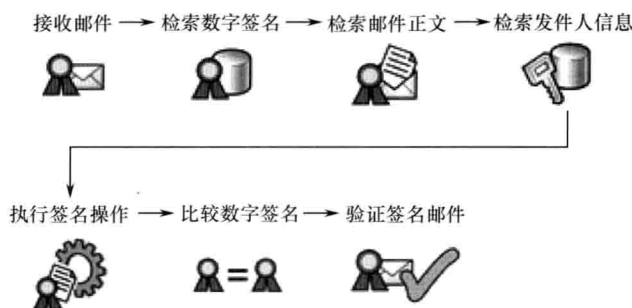 接收邮件 → 检索数字签名 → 检索邮件正文 → 检索发件人信息
执行签名操作 → 比较数字签名 → 验证签名邮件